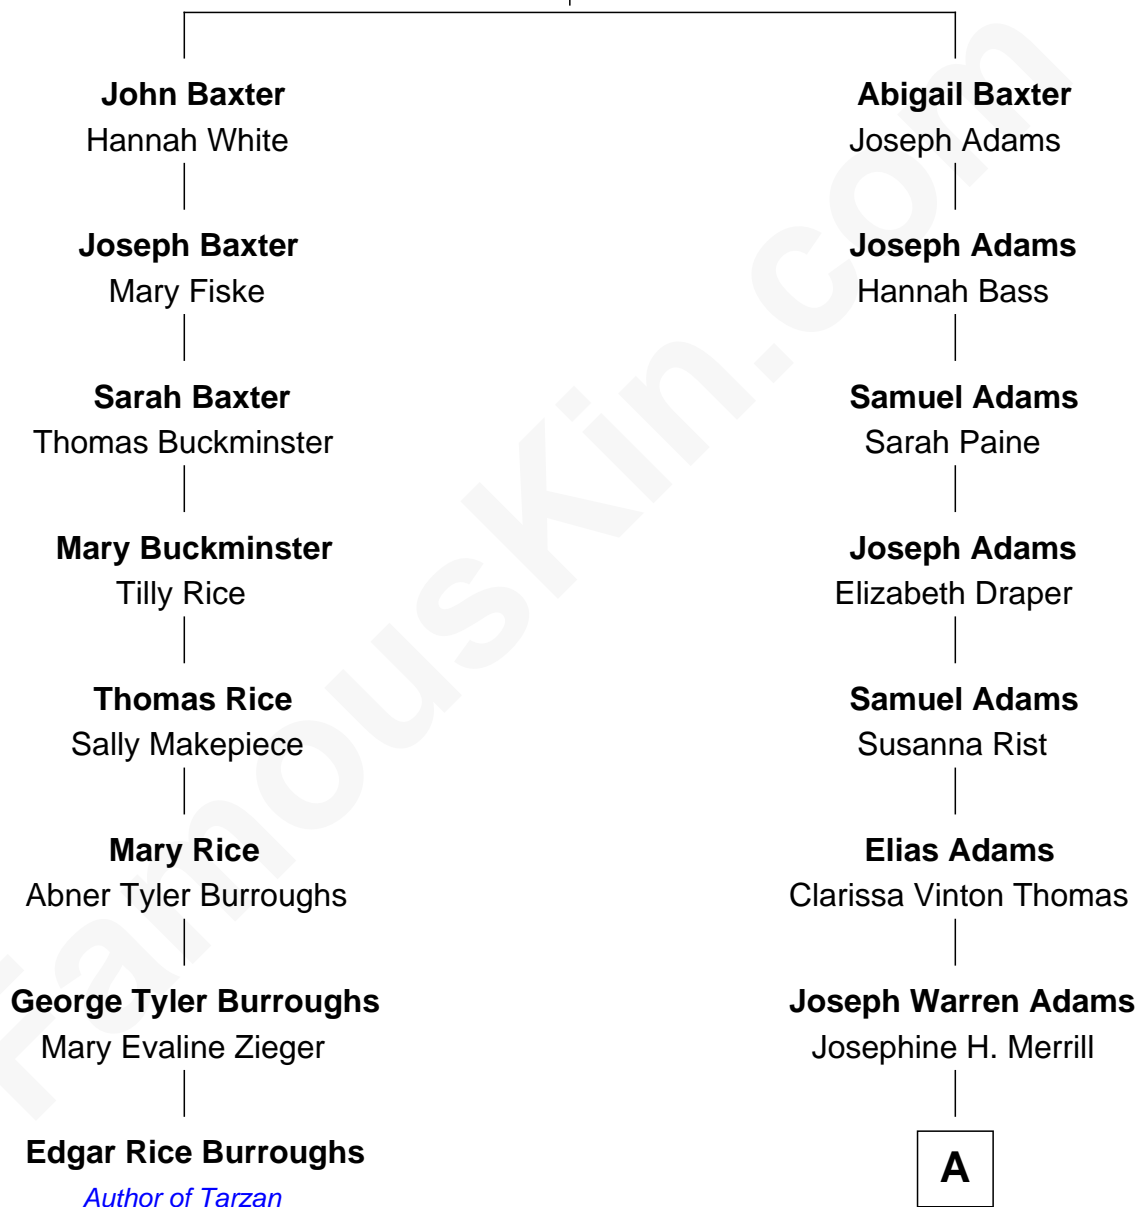 John Baxter
Hannah White
Joseph Baxter
Mary Fiske
Sarah Baxter
Thomas Buckminster
Mary Buckminster
Tilly Rice
Thomas Rice
Sally Makepiece
Mary Rice
Abner Tyler Burroughs
George Tyler Burroughs
Mary Evaline Zieger
Edgar Rice Burroughs
Author of Tarzan
Abigail Baxter
Joseph Adams
Joseph Adams
Hannah Bass
Samuel Adams
Sarah Paine
Joseph Adams
Elizabeth Draper
Samuel Adams
Susanna Rist
Elias Adams
Clarissa Vinton Thomas
Joseph Warren Adams
Josephine H. Merrill
A
FamousKin.com